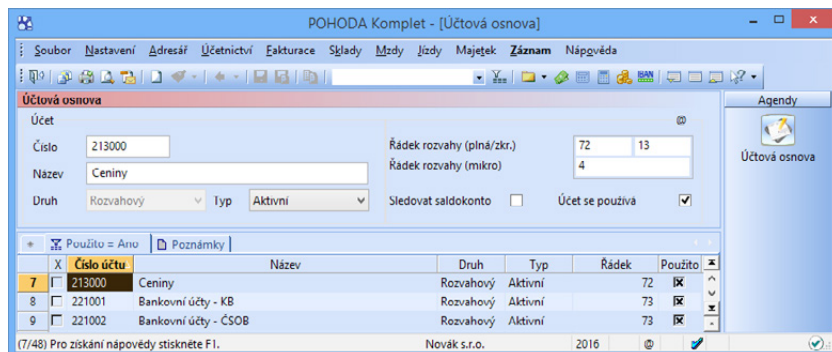 POHODA Komplet - [Účtová osnova]
Soubor Nastavení Adresář Účetnictví Fakturace Sklady Mzdy Jízdy Majetek Záznam Nápověda
IBAN
Účtová osnova
Agendy
Účet @
Číslo 213000 Řádek rozvahy (plná/zkr.) 72 13
Účtová osnova
Název Ceniny Řádek rozvahy (mikro) 4
Druh Rozvahový Typ Aktivní Sledovat saldokonto Účet se používá
Použito = Ano Poznámky
X Číslo účtu Název Druh Typ Řádek Použito
7 213000 Ceniny Rozvahový Aktivní 72
8 221001 Bankovní účty - KB Rozvahový Aktivní 73
9 221002 Bankovní účty - ČSOB Rozvahový Aktivní 73
(7/48) Pro získání nápovědy stiskněte F1. Novák s.r.o. 2016 @